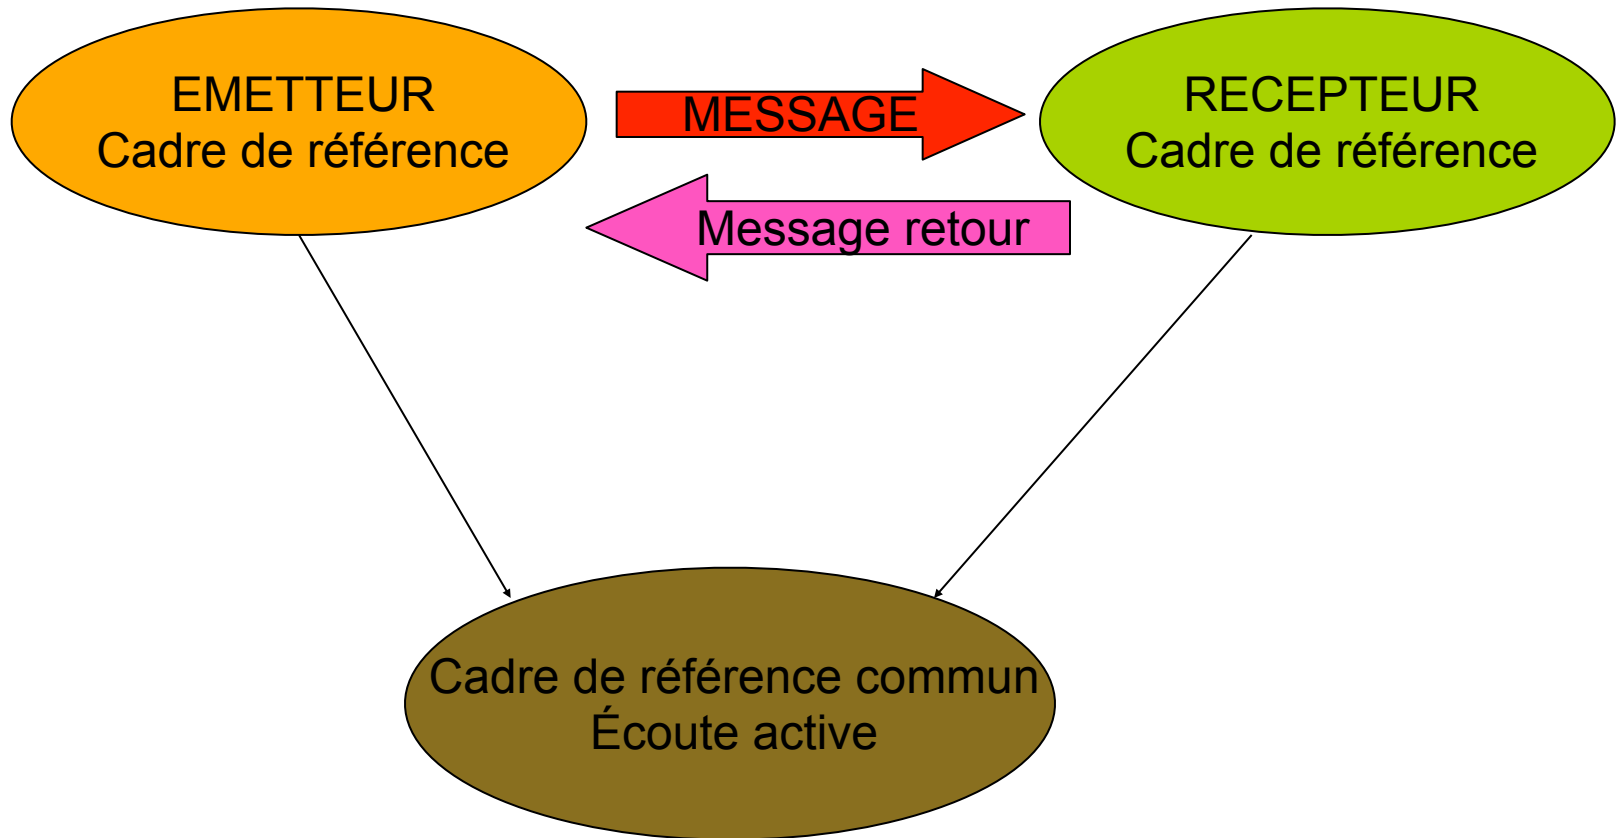 EMETTEUR
Cadre de référence
MESSAGE
RECEPTEUR
Cadre de référence
Message retour
Cadre de référence commun
Écoute active